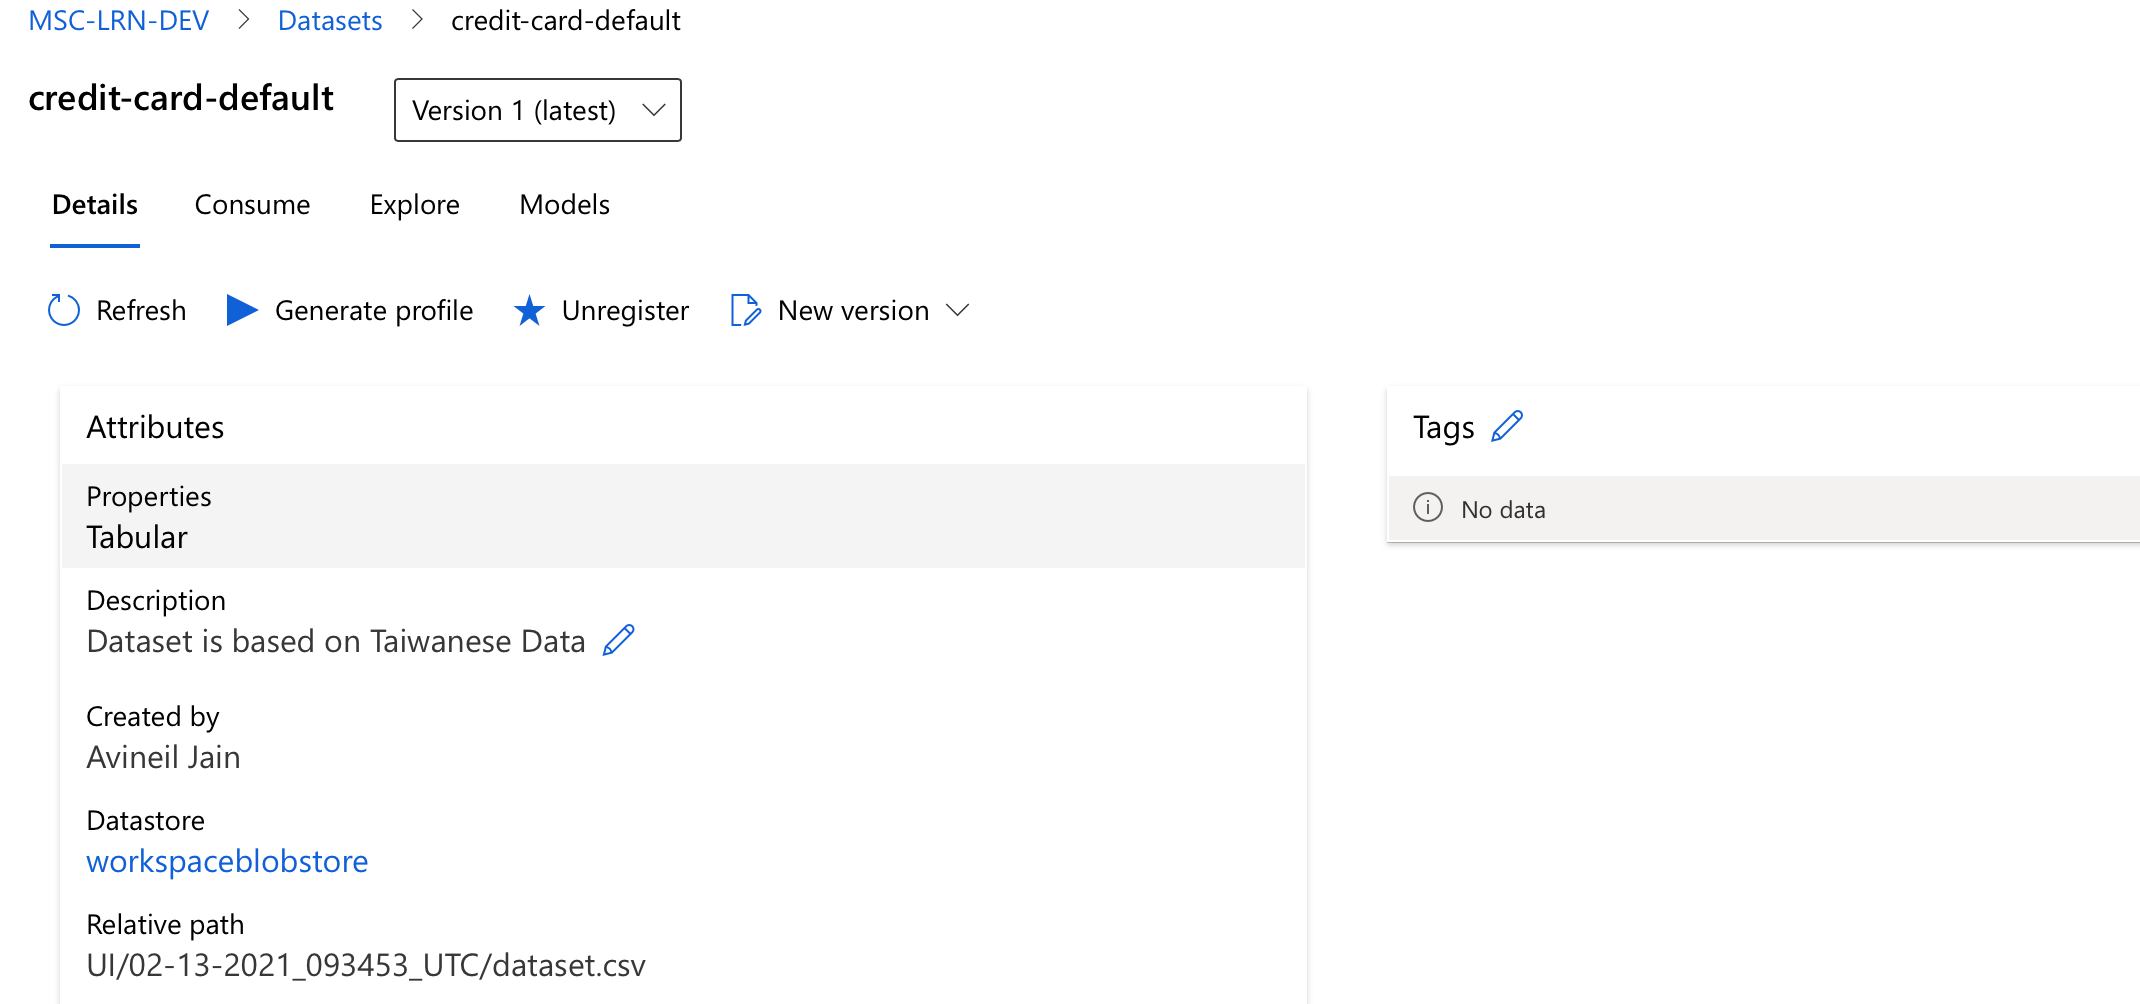 MSC-LRN-DEV > Datasets > credit-card-default
credit-card-default
Version 1 (latest)
Details Consume Explore Models
Refresh Generate profile Unregister New version
Attributes
Properties
Tabular
Description
Dataset is based on Taiwanese Data
Created by
Avineil Jain
Datastore
workspaceblobstore
Relative path
UI/02-13-2021_093453_UTC/dataset.csv
Tags
No data